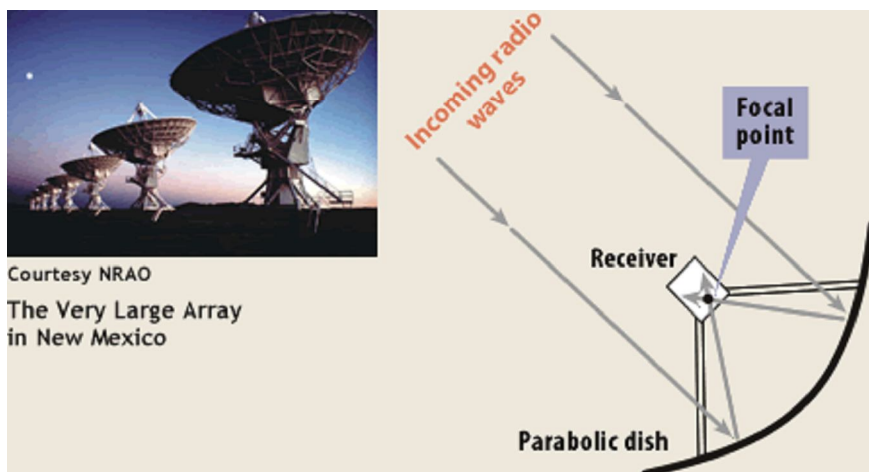 Courtesy NRAO
The Very Large Array
in New Mexico
Incoming radio
waves
Focal
point
Receiver
Parabolic dish